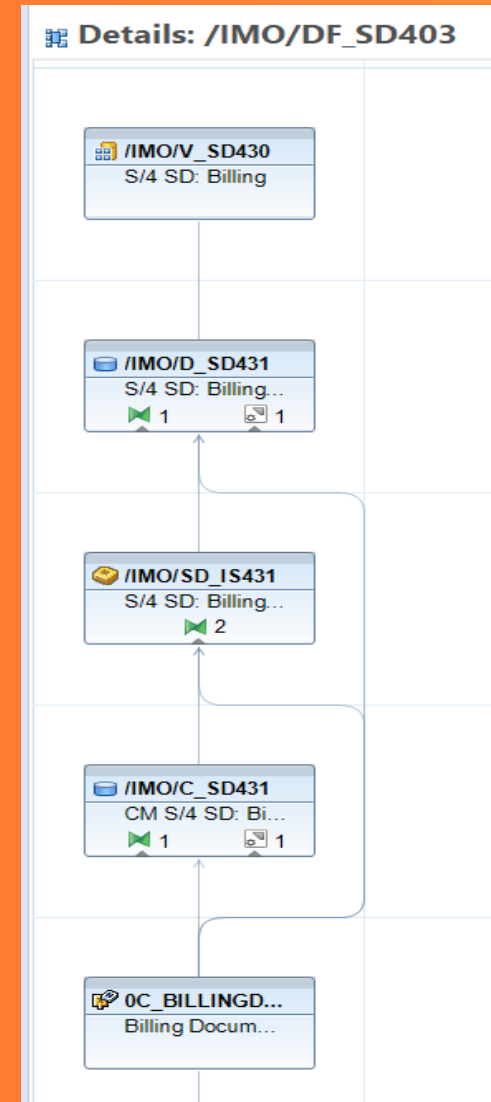 Details: /IMO/DF_SD403
/IMO/V_SD430
S/4 SD: Billing
/IMO/D_SD431
S/4 SD: Billing...
1 1
/IMO/SD_IS431
S/4 SD: Billing...
2
/IMO/C_SD431
CM S/4 SD: Bi...
1 1
0C_BILLINGD...
Billing Docum...